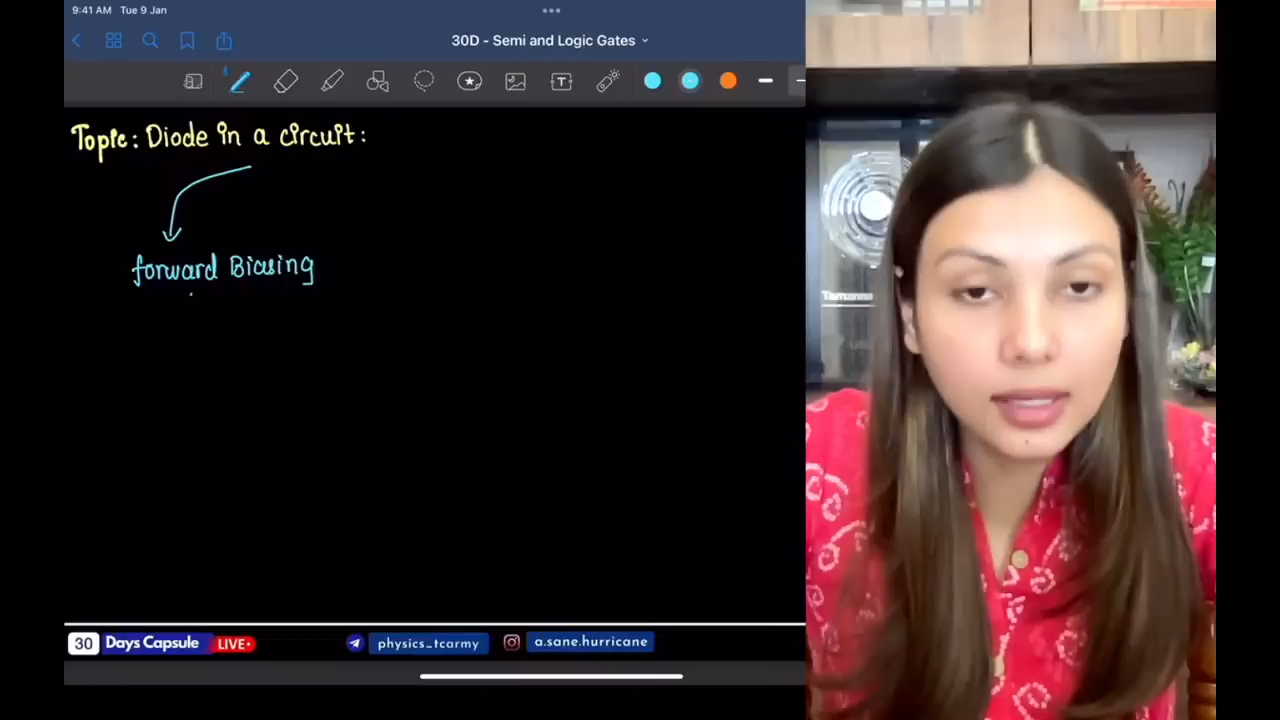 9:41 AM Tue 9 Jan
30D - Semi and Logic Gates
Topic: Diode in a circuit:
forward Biasing
30 Days Capsule LIVE
physics_tcarmy
a.sane.hurricane